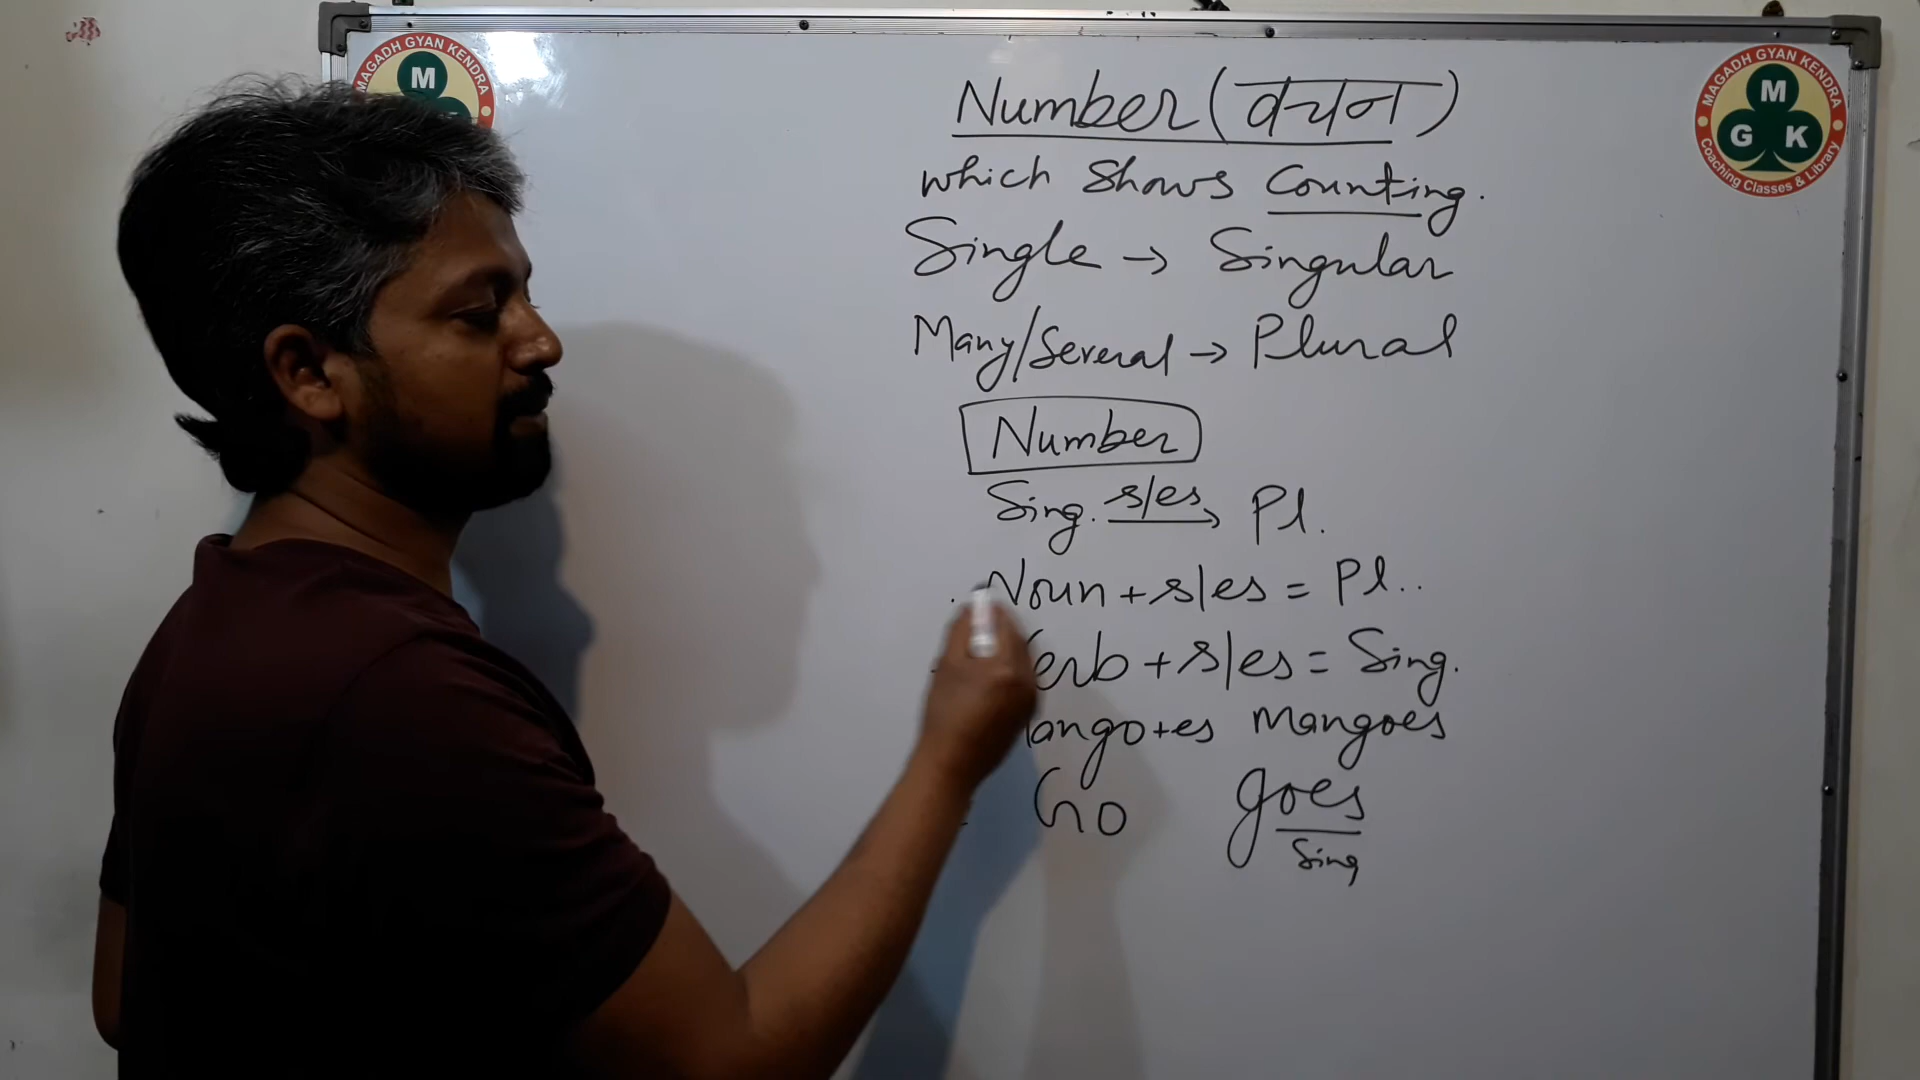 MAGADH GYAN KENDRA
M
Number (वचन)
which shows Counting.
Single → Singular
Many/Several → Plural
Number
Sing. s/es → Pl.
Noun + s/es = Pl..
erb + s/es = Sing.
ango+es Mangoes
Go goes
Sing
MAGADH GYAN KENDRA
M
G K
Coaching Classes & Library